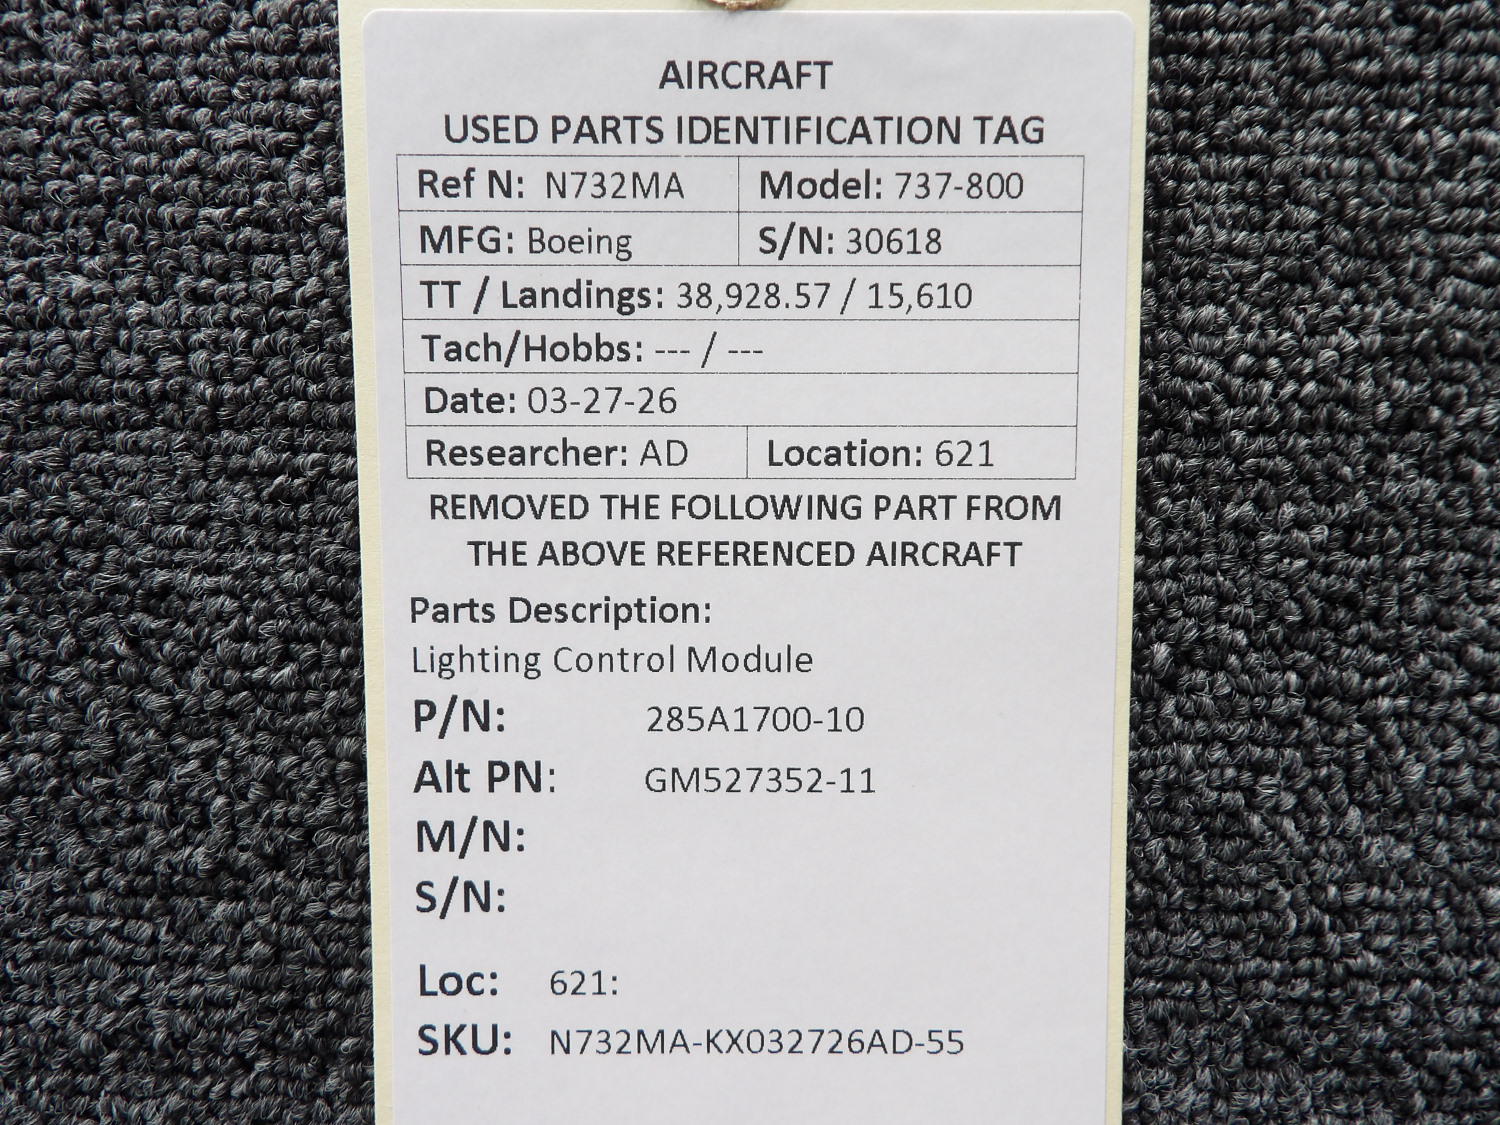 AIRCRAFT
USED PARTS IDENTIFICATION TAG
Ref N: N732MA Model: 737-800
MFG: Boeing S/N: 30618
TT / Landings: 38,928.57 / 15,610
Tach/Hobbs: --- / ---
Date: 03-27-26
Researcher: AD Location: 621
REMOVED THE FOLLOWING PART FROM
THE ABOVE REFERENCED AIRCRAFT
Parts Description:
Lighting Control Module
P/N: 285A1700-10
Alt PN: GM527352-11
M/N:
S/N:
Loc: 621:
SKU: N732MA-KX032726AD-55